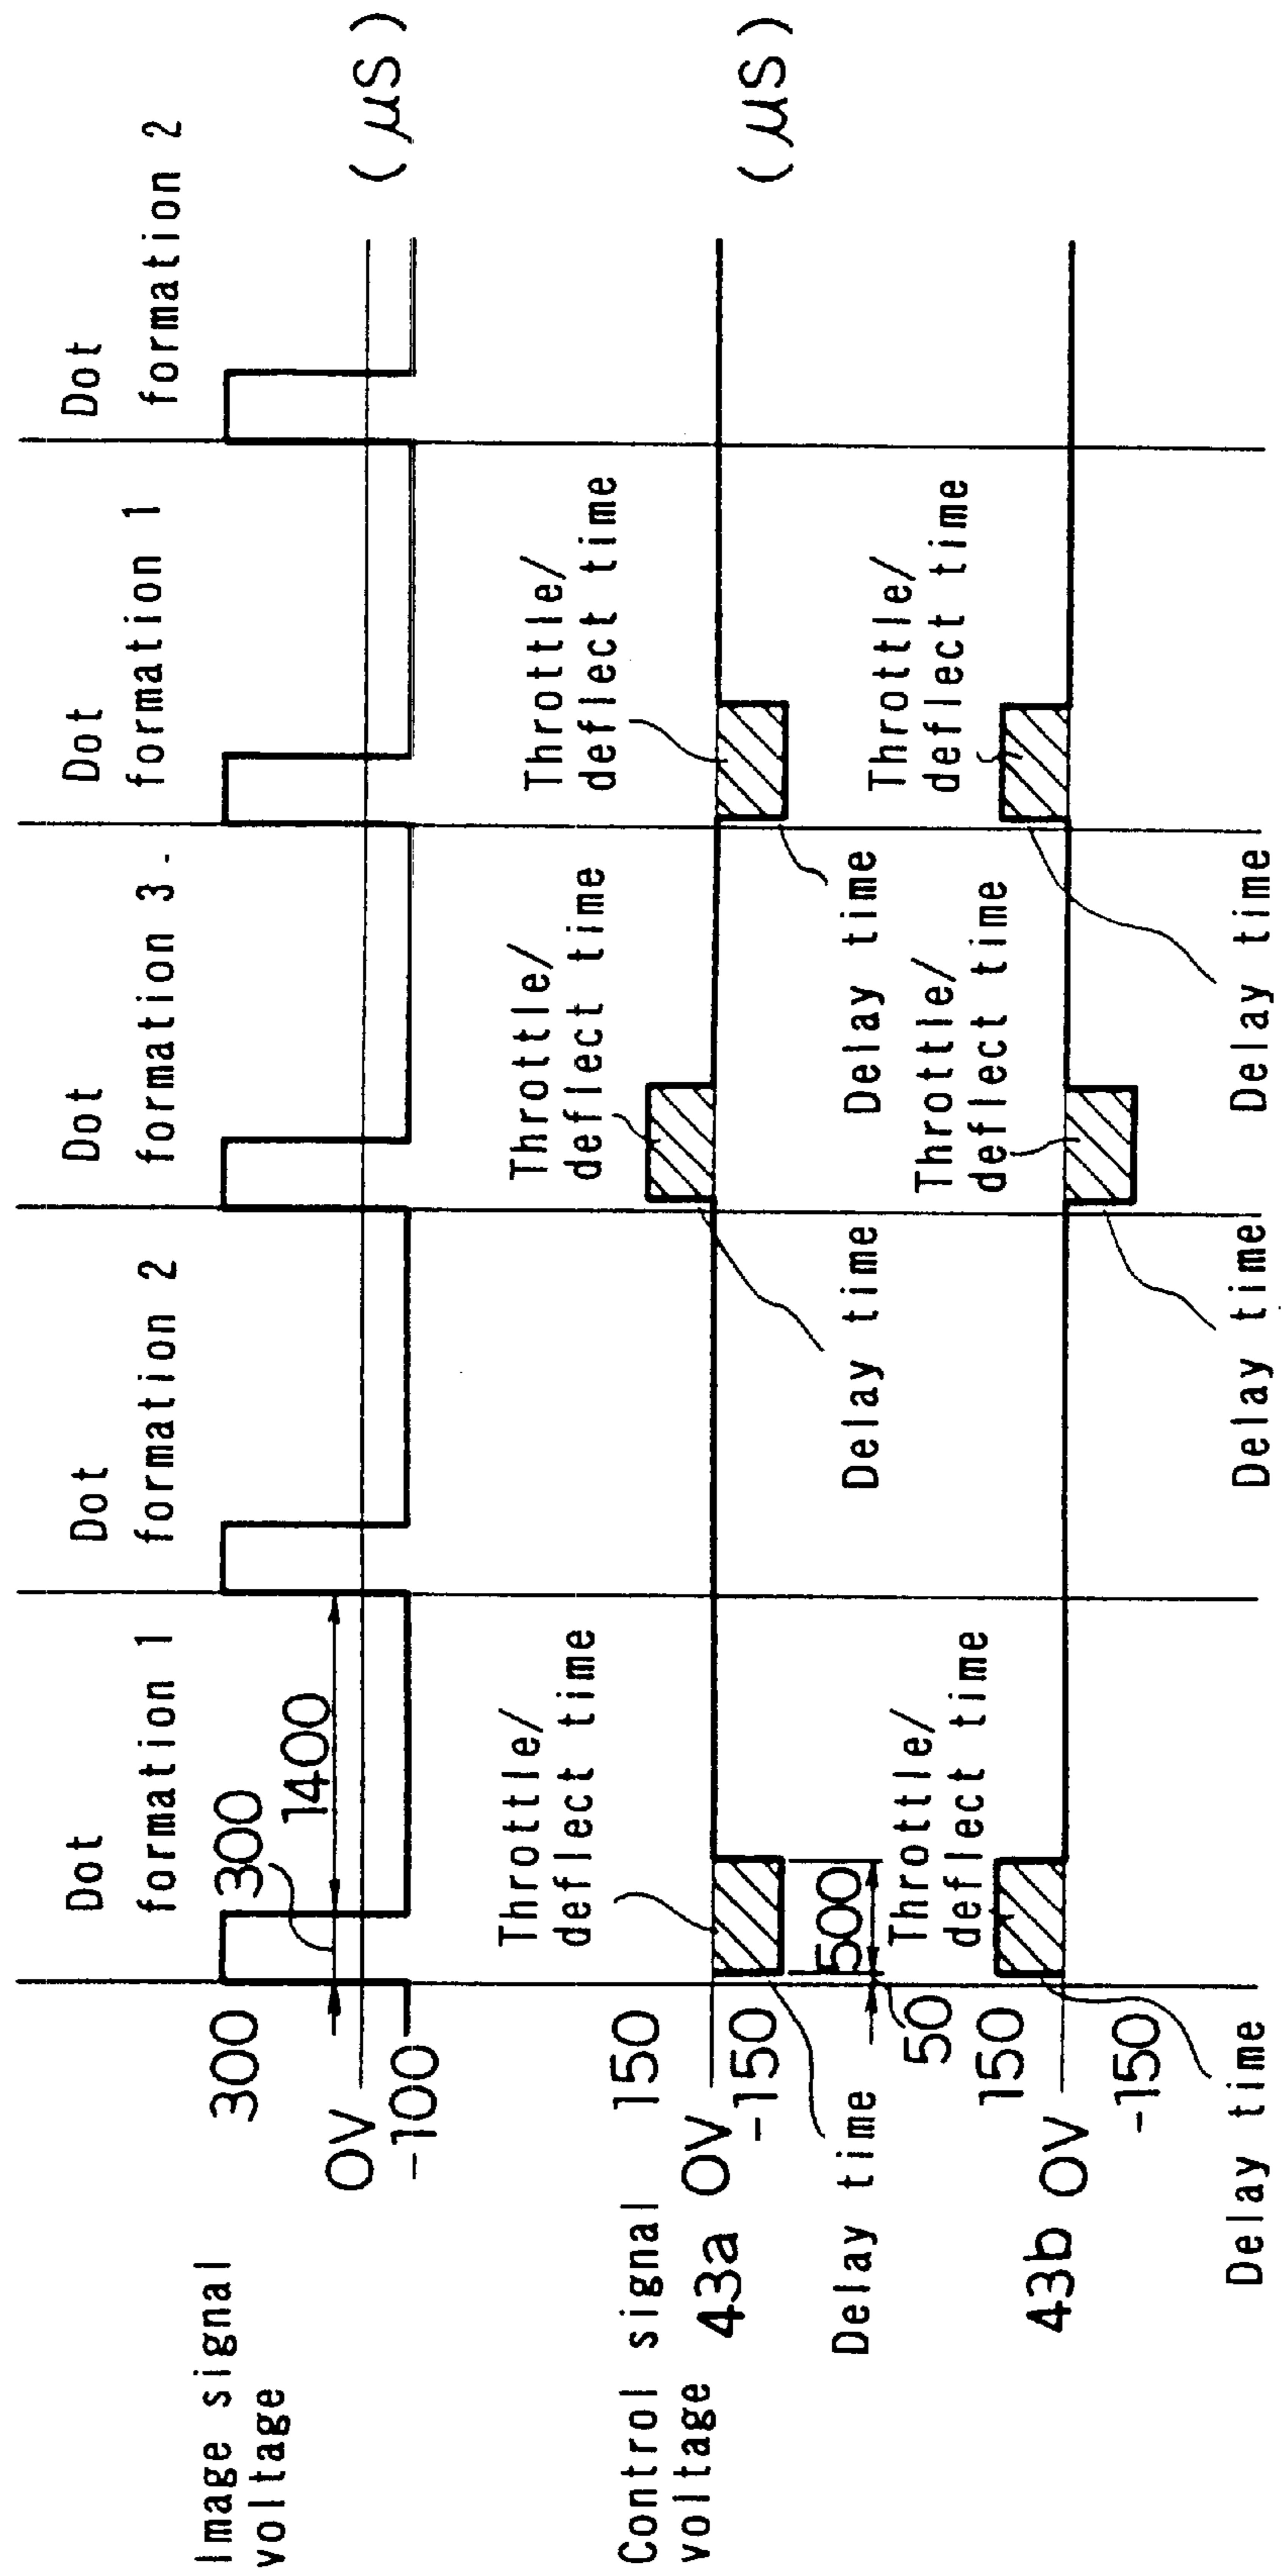 Dot
formation 1
Dot
formation 2
Dot
formation 3
Dot
formation 1
Dot
formation 2
Image signal
voltage
300
0V
-100
300
1400
(μS)
Control signal
voltage
150
43a 0V
-150
Throttle/
deflect time
Throttle/
deflect time
Throttle/
deflect time
(μS)
Delay time
50
500
Delay time
Delay time
150
43b 0V
-150
Throttle/
deflect time
Throttle/
deflect time
Throttle/
deflect time
Delay time
Delay time
Delay time